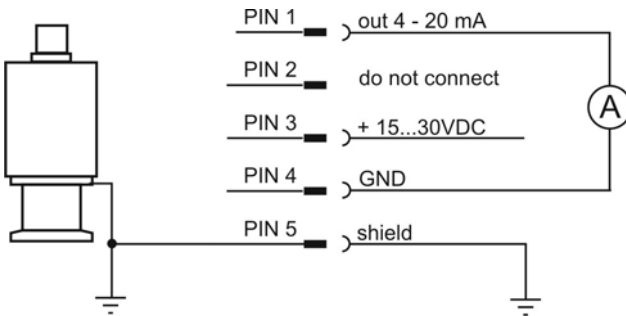 PIN 1 out 4 - 20 mA
PIN 2 do not connect
A
PIN 3 + 15...30VDC
PIN 4 GND
PIN 5 shield